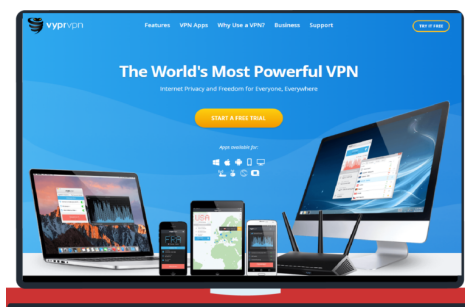 vyprvpn
Features VPN Apps Why Use a VPN? Business Support
TRY IT FREE
The World's Most Powerful VPN
Internet Privacy and Freedom for Everyone, Everywhere
START A FREE TRIAL
Apps available for:
USA